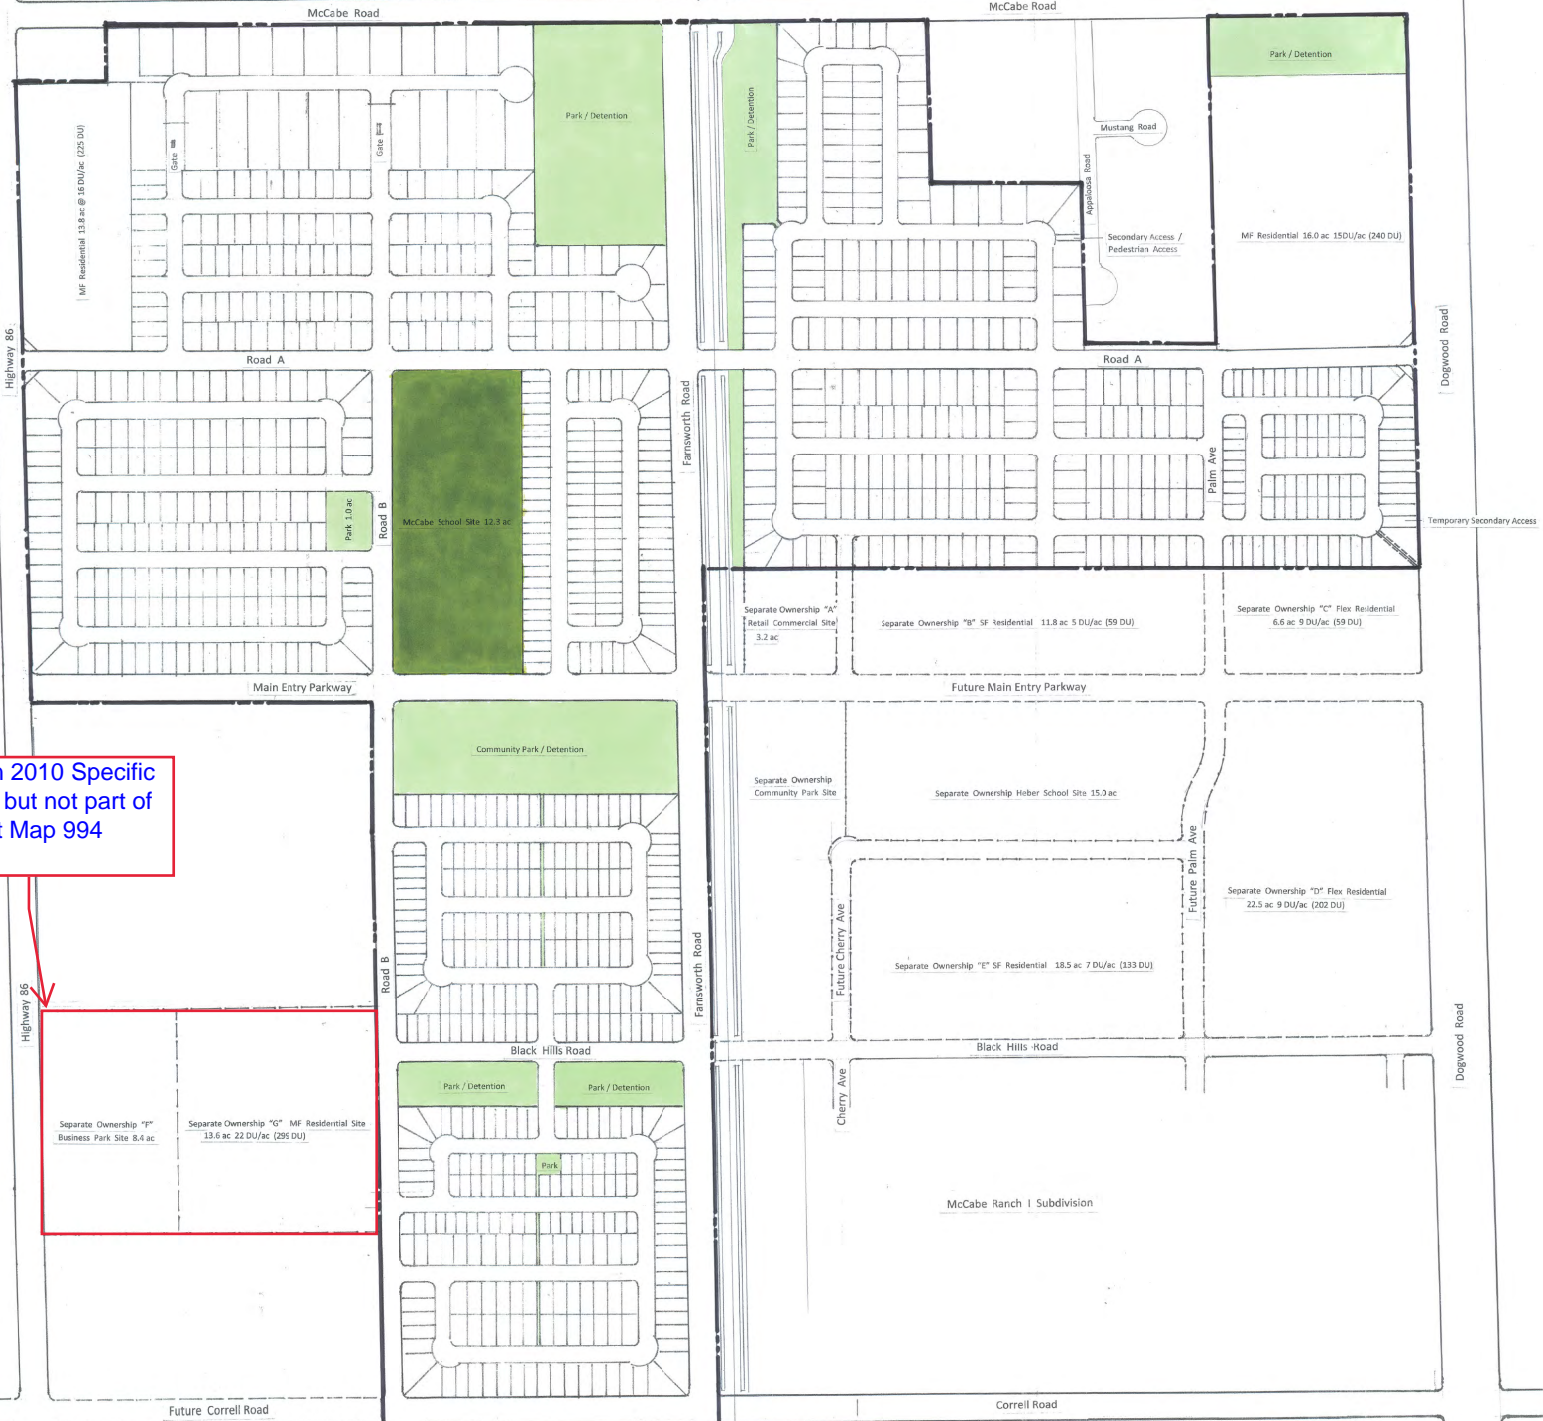 McCabe Road
McCabe Road
Park / Detention
Park / Detention
Park / Detention
MF Residential 13.8 ac @ 16 DU/ac (225 DU)
Gate
Gate
Mustang Road
Appaloosa Road
Secondary Access /
Pedestrian Access
MF Residential 16.0 ac 15DU/ac (240 DU)
Highway 86
Dogwood Road
Road A
Road A
Farnsworth Road
Palm Ave
Park 1.0 ac
Road B
McCabe School Site 12.3 ac
Temporary Secondary Access
Separate Ownership "A"
Retail Commercial Site
3.2 ac
Separate Ownership "B" SF Residential 11.8 ac 5 DU/ac (59 DU)
Separate Ownership "C" Flex Residential
6.6 ac 9 DU/ac (59 DU)
Main Entry Parkway
Future Main Entry Parkway
2010 Specific
but not part of
Map 994
Community Park / Detention
Separate Ownership
Community Park Site
Separate Ownership Heber School Site 15.0 ac
Future Palm Ave
Separate Ownership "D" Flex Residential
22.5 ac 9 DU/ac (202 DU)
Future Cherry Ave
Separate Ownership "E" SF Residential 18.5 ac 7 DU/ac (133 DU)
Road B
Farnsworth Road
Highway 86
Dogwood Road
Black Hills Road
Black Hills Road
Park / Detention
Park / Detention
Cherry Ave
Separate Ownership "F"
Business Park Site 8.4 ac
Separate Ownership "G" MF Residential Site
13.6 ac 22 DU/ac (299 DU)
Park
McCabe Ranch I Subdivision
Future Correll Road
Correll Road